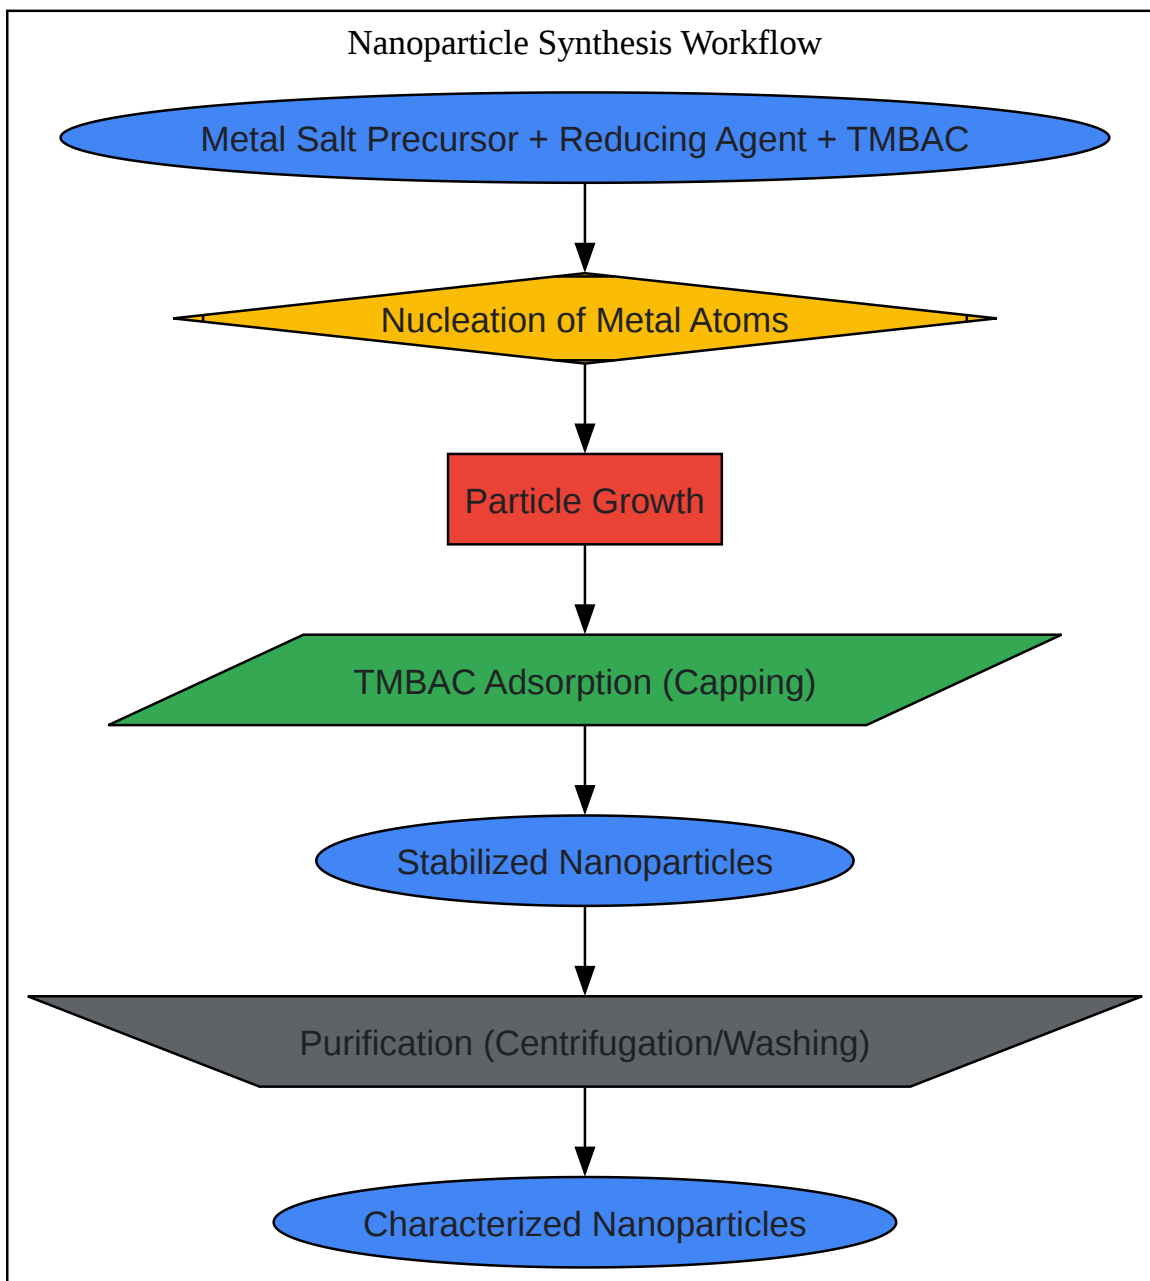 Nanoparticle Synthesis Workflow
Metal Salt Precursor + Reducing Agent + TMBAC
Nucleation of Metal Atoms
Particle Growth
TMBAC Adsorption (Capping)
Stabilized Nanoparticles
Purification (Centrifugation/Washing)
Characterized Nanoparticles